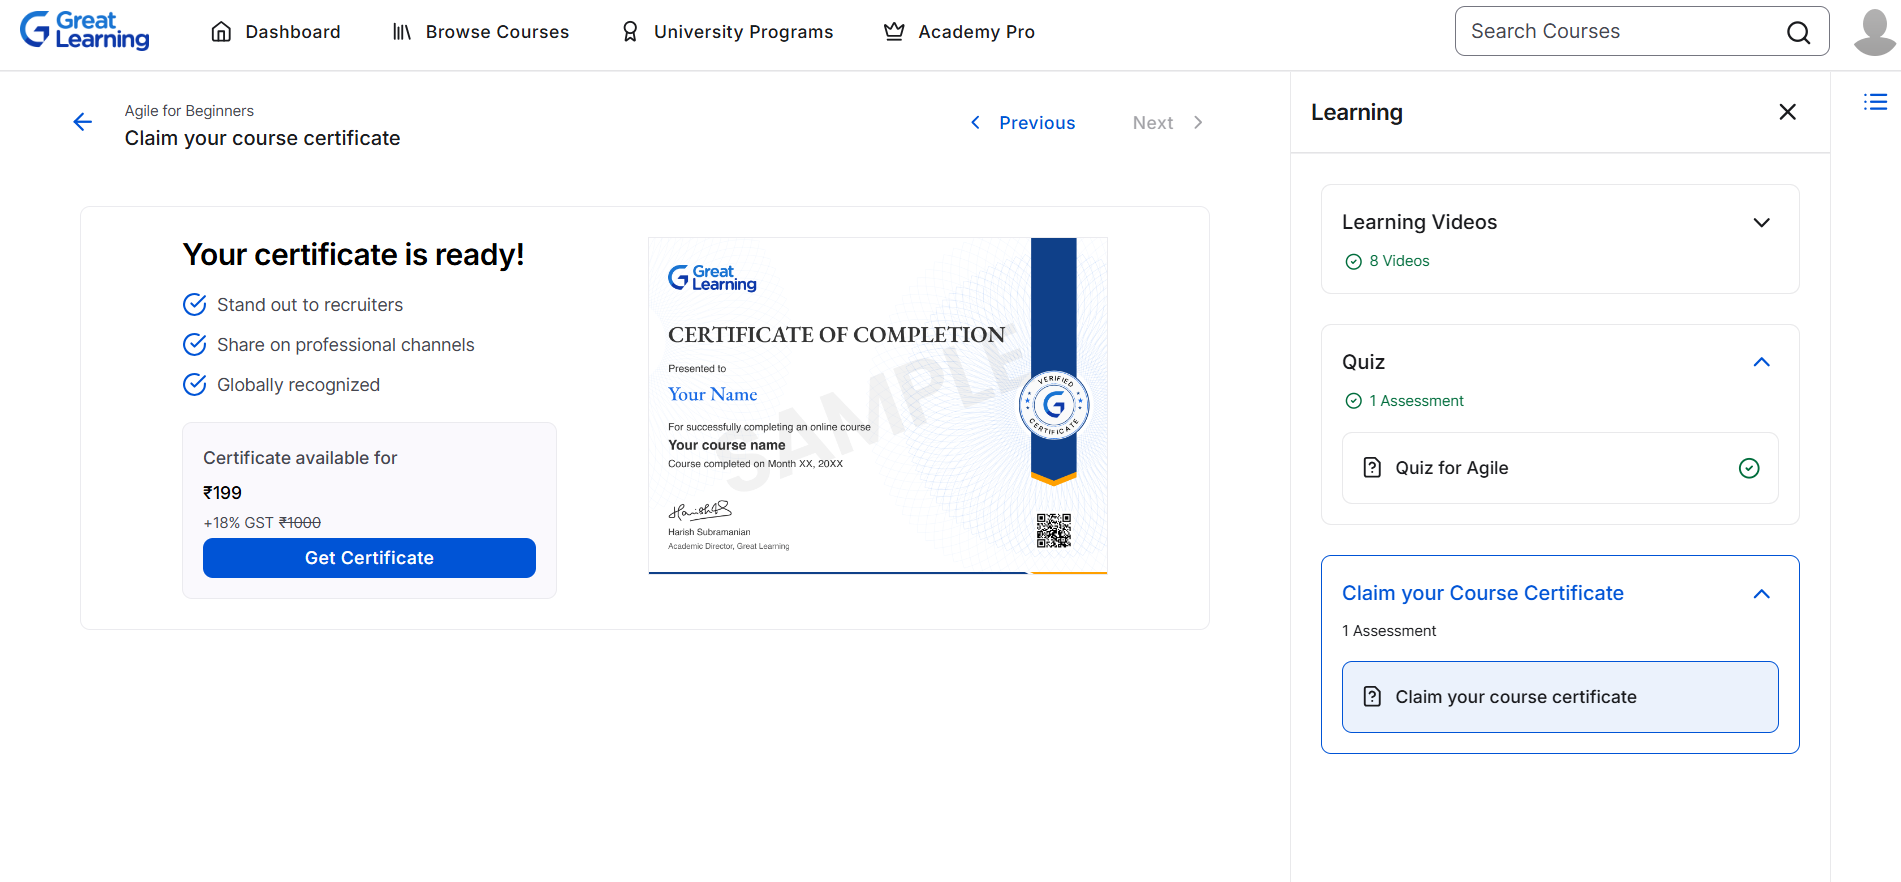 Great Learning
Dashboard
Browse Courses
University Programs
Academy Pro
Search Courses
Agile for Beginners
Claim your course certificate
Previous
Next
Your certificate is ready!
Stand out to recruiters
Share on professional channels
Globally recognized
Certificate available for
₹199
+18% GST ₹1000
Get Certificate
Great Learning
CERTIFICATE OF COMPLETION
Presented to
Your Name
For successfully completing an online course
Your course name
Course completed on Month XX, 20XX
SAMPLE
VERIFIED
CERTIFICATE
Harish Subramanian
Academic Director, Great Learning
Learning
Learning Videos
8 Videos
Quiz
1 Assessment
Quiz for Agile
Claim your Course Certificate
1 Assessment
Claim your course certificate